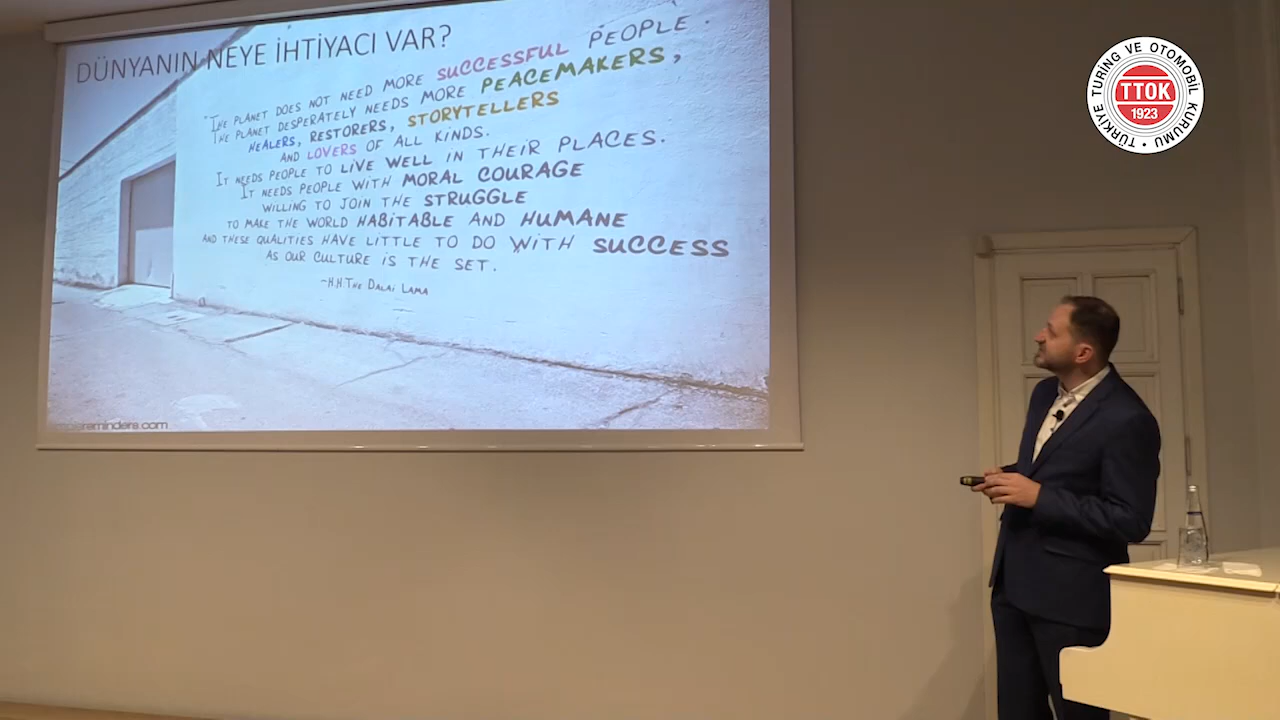 DÜNYANIN NEYE İHTİYACI VAR?
"THE PLANET DOES NOT NEED MORE SUCCESSFUL PEOPLE.
THE PLANET DESPERATELY NEEDS MORE PEACEMAKERS,
HEALERS, RESTORERS, STORYTELLERS
AND LOVERS OF ALL KINDS.
IT NEEDS PEOPLE TO LIVE WELL IN THEIR PLACES.
IT NEEDS PEOPLE WITH MORAL COURAGE
WILLING TO JOIN THE STRUGGLE
TO MAKE THE WORLD HABITABLE AND HUMANE
AND THESE QUALITIES HAVE LITTLE TO DO WITH SUCCESS
AS OUR CULTURE IS THE SET.
-H.H THE DALAI LAMA
TÜRKİYE TURİNG VE OTOMOBİL KURUMU
TTOK
1923